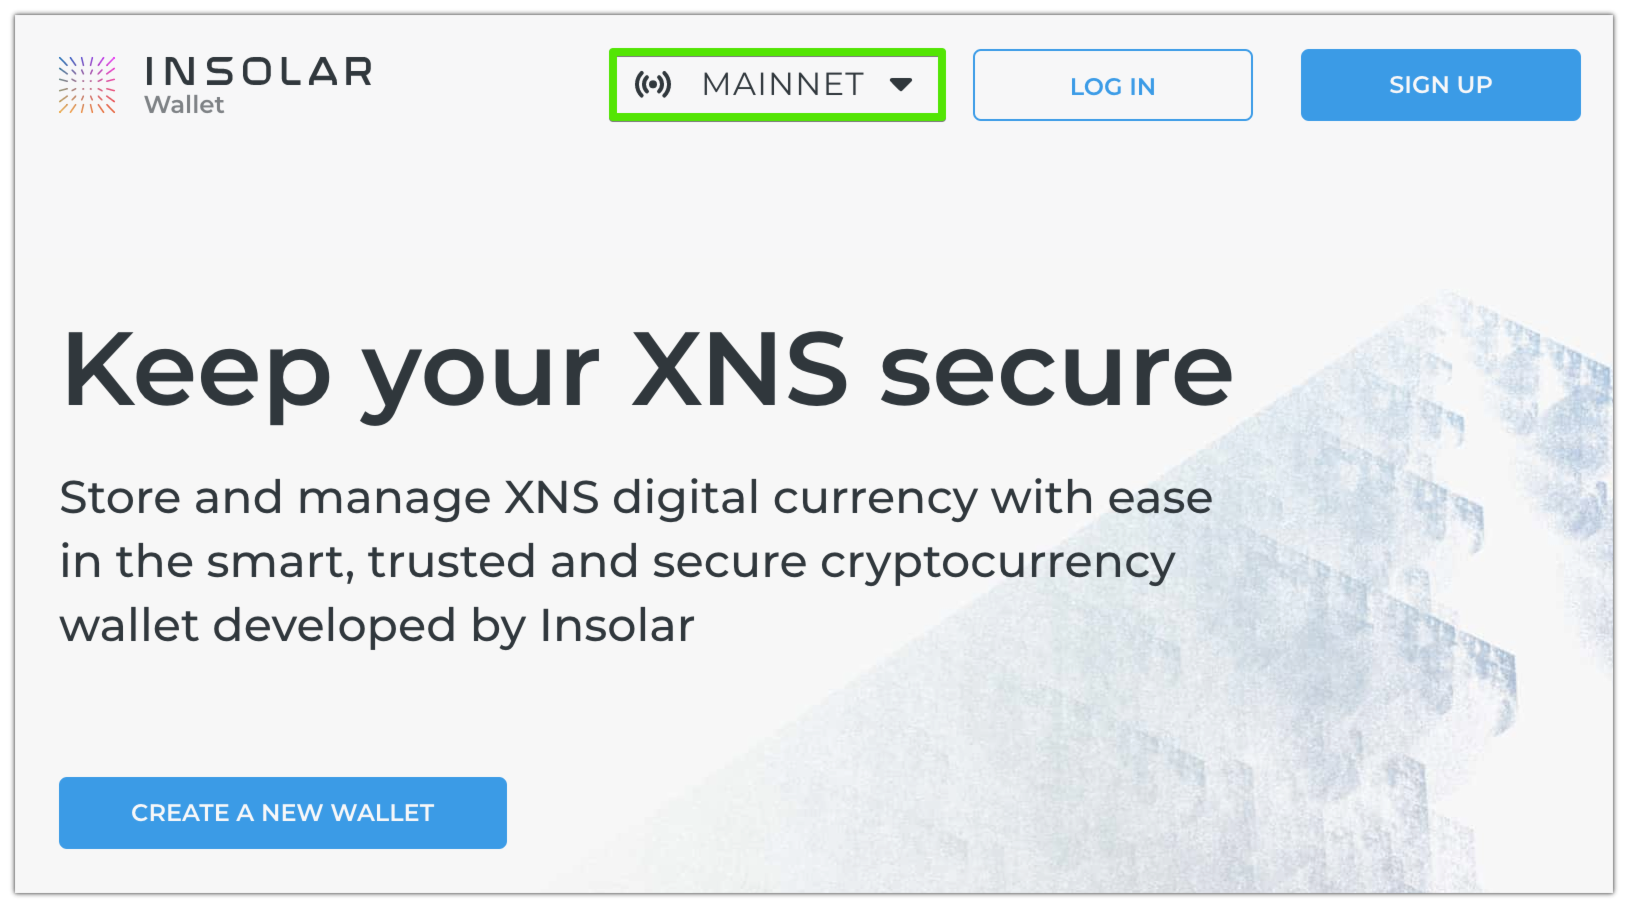 INSOLAR
Wallet
MAINNET
LOG IN
SIGN UP
Keep your XNS secure
Store and manage XNS digital currency with ease
in the smart, trusted and secure cryptocurrency
wallet developed by Insolar
CREATE A NEW WALLET